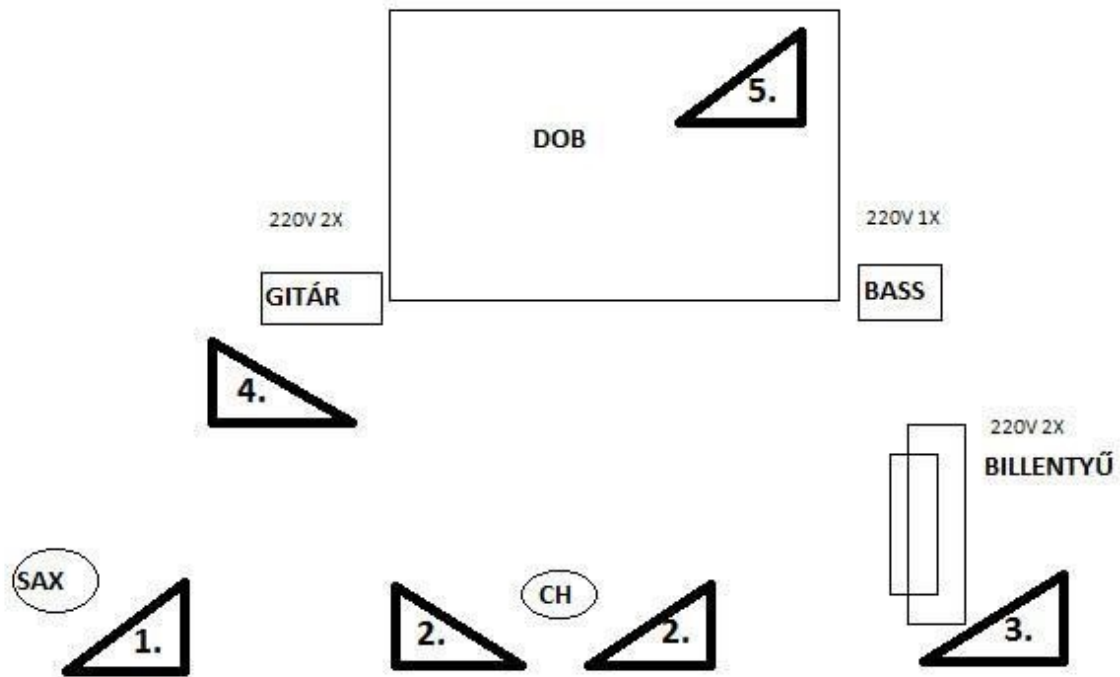 5.
DOB
220V 2X
220V 1X
GITÁR
BASS
4.
220V 2X
BILLENTYŰ
SAX
CH
1.
2.
2.
3.